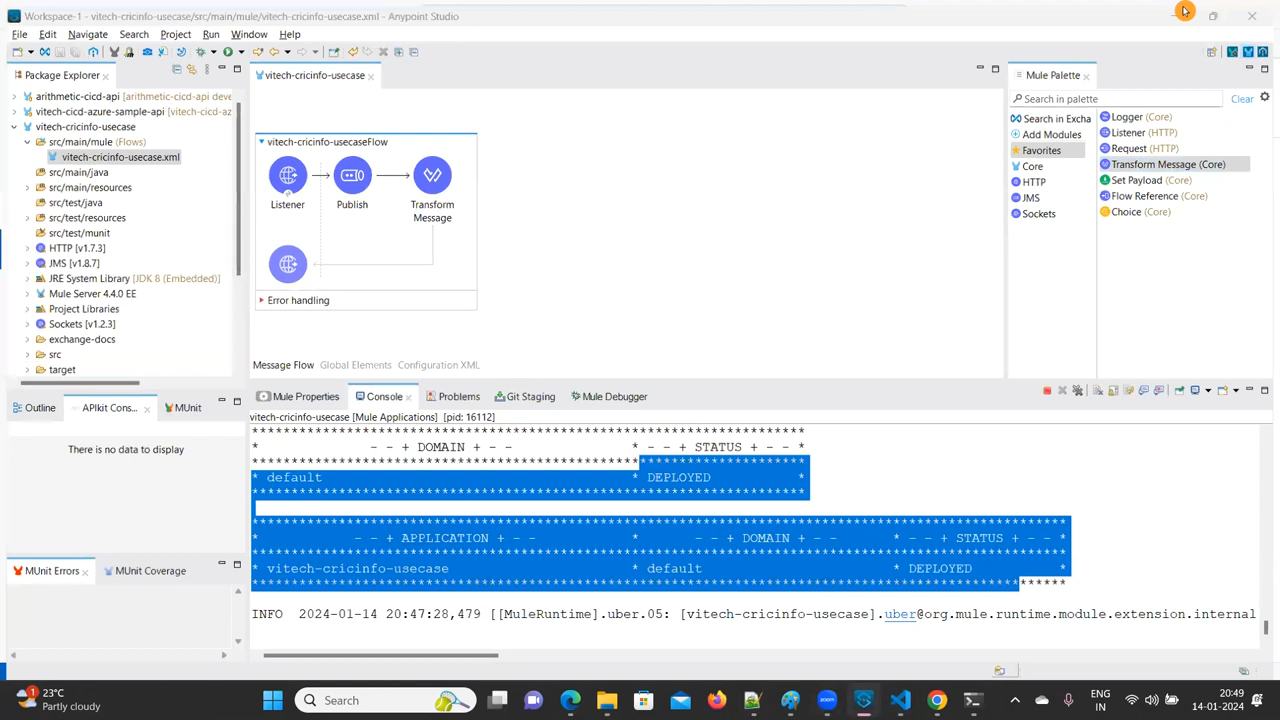 Workspace-1 - vitech-cricinfo-usecase/src/main/mule/vitech-cricinfo-usecase.xml - Anypoint Studio
File Edit Navigate Search Project Run Window Help
Package Explorer
vitech-cricinfo-usecase
Mule Palette
arithmetic-cicd-api [arithmetic-cicd-api deve
vitech-cicd-azure-sample-api [vitech-cicd-az
vitech-cricinfo-usecase
src/main/mule (Flows)
vitech-cricinfo-usecase.xml
src/main/java
src/main/resources
src/test/java
src/test/resources
src/test/munit
HTTP [v1.7.3]
JMS [v1.8.7]
JRE System Library [JDK 8 (Embedded)]
Mule Server 4.4.0 EE
Project Libraries
Sockets [v1.2.3]
exchange-docs
src
target
vitech-cricinfo-usecaseFlow
Listener
Publish
Transform
Message
Error handling
Message Flow Global Elements Configuration XML
Search in palette
Clear
Search in Excha
Add Modules
Favorites
Core
HTTP
JMS
Sockets
Logger (Core)
Listener (HTTP)
Request (HTTP)
Transform Message (Core)
Set Payload (Core)
Flow Reference (Core)
Choice (Core)
Outline APIkit Cons... MUnit
There is no data to display
MUnit Errors MUnit Coverage
Mule Properties Console Problems Git Staging Mule Debugger
vitech-cricinfo-usecase [Mule Applications] [pid: 16112]
* - - + DOMAIN + - - * - - + STATUS + - - *
* default * DEPLOYED *
* - - + APPLICATION + - - * - - + DOMAIN + - - * - - + STATUS + - - *
* vitech-cricinfo-usecase * default * DEPLOYED *
INFO 2024-01-14 20:47:28,479 [[MuleRuntime].uber.05: [vitech-cricinfo-usecase].uber@org.mule.runtime.module.extension.internal
1
23°C
Partly cloudy
Search
zoom
ENG
IN
20:49
14-01-2024